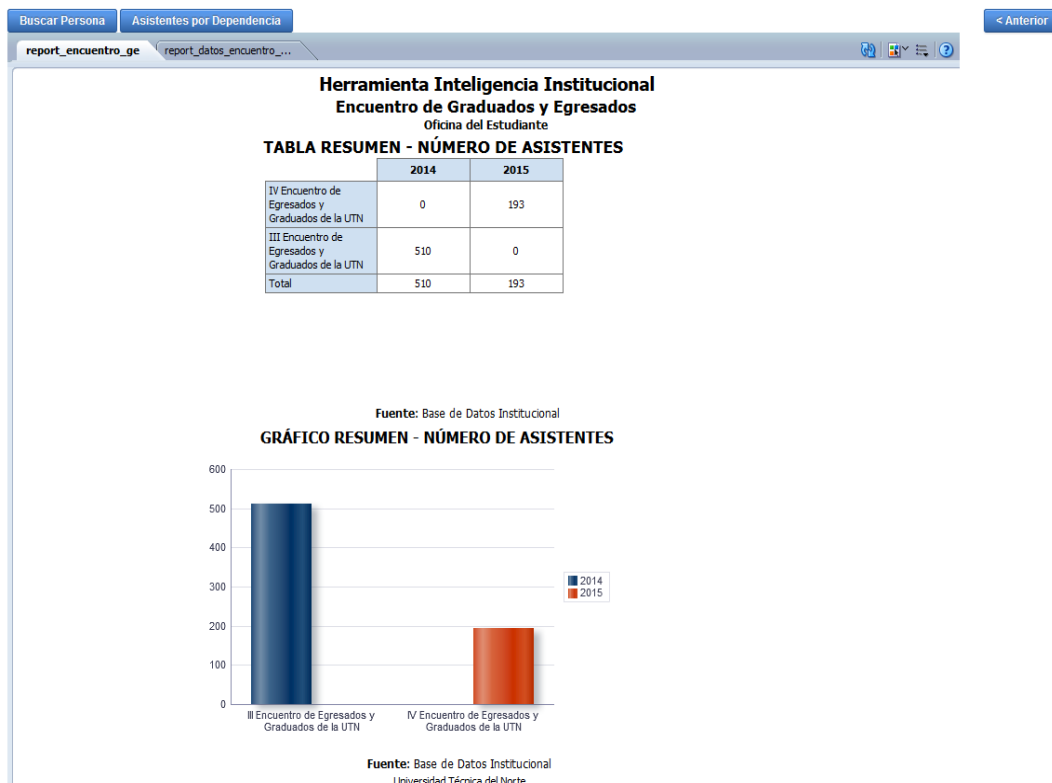 Buscar Persona Asistentes por Dependencia < Anterior
report_encuentro_ge report_datos_encuentro_...
Herramienta Inteligencia Institucional
Encuentro de Graduados y Egresados
Oficina del Estudiante
TABLA RESUMEN - NÚMERO DE ASISTENTES
2014 2015
IV Encuentro de
Egresados y
Graduados de la UTN
0 193
III Encuentro de
Egresados y
Graduados de la UTN
510 0
Total 510 193
Fuente: Base de Datos Institucional
GRÁFICO RESUMEN - NÚMERO DE ASISTENTES
600
500
400
300
200
100
0
2014
2015
III Encuentro de Egresados y
Graduados de la UTN
IV Encuentro de Egresados y
Graduados de la UTN
Fuente: Base de Datos Institucional
Universidad Técnica del Norte